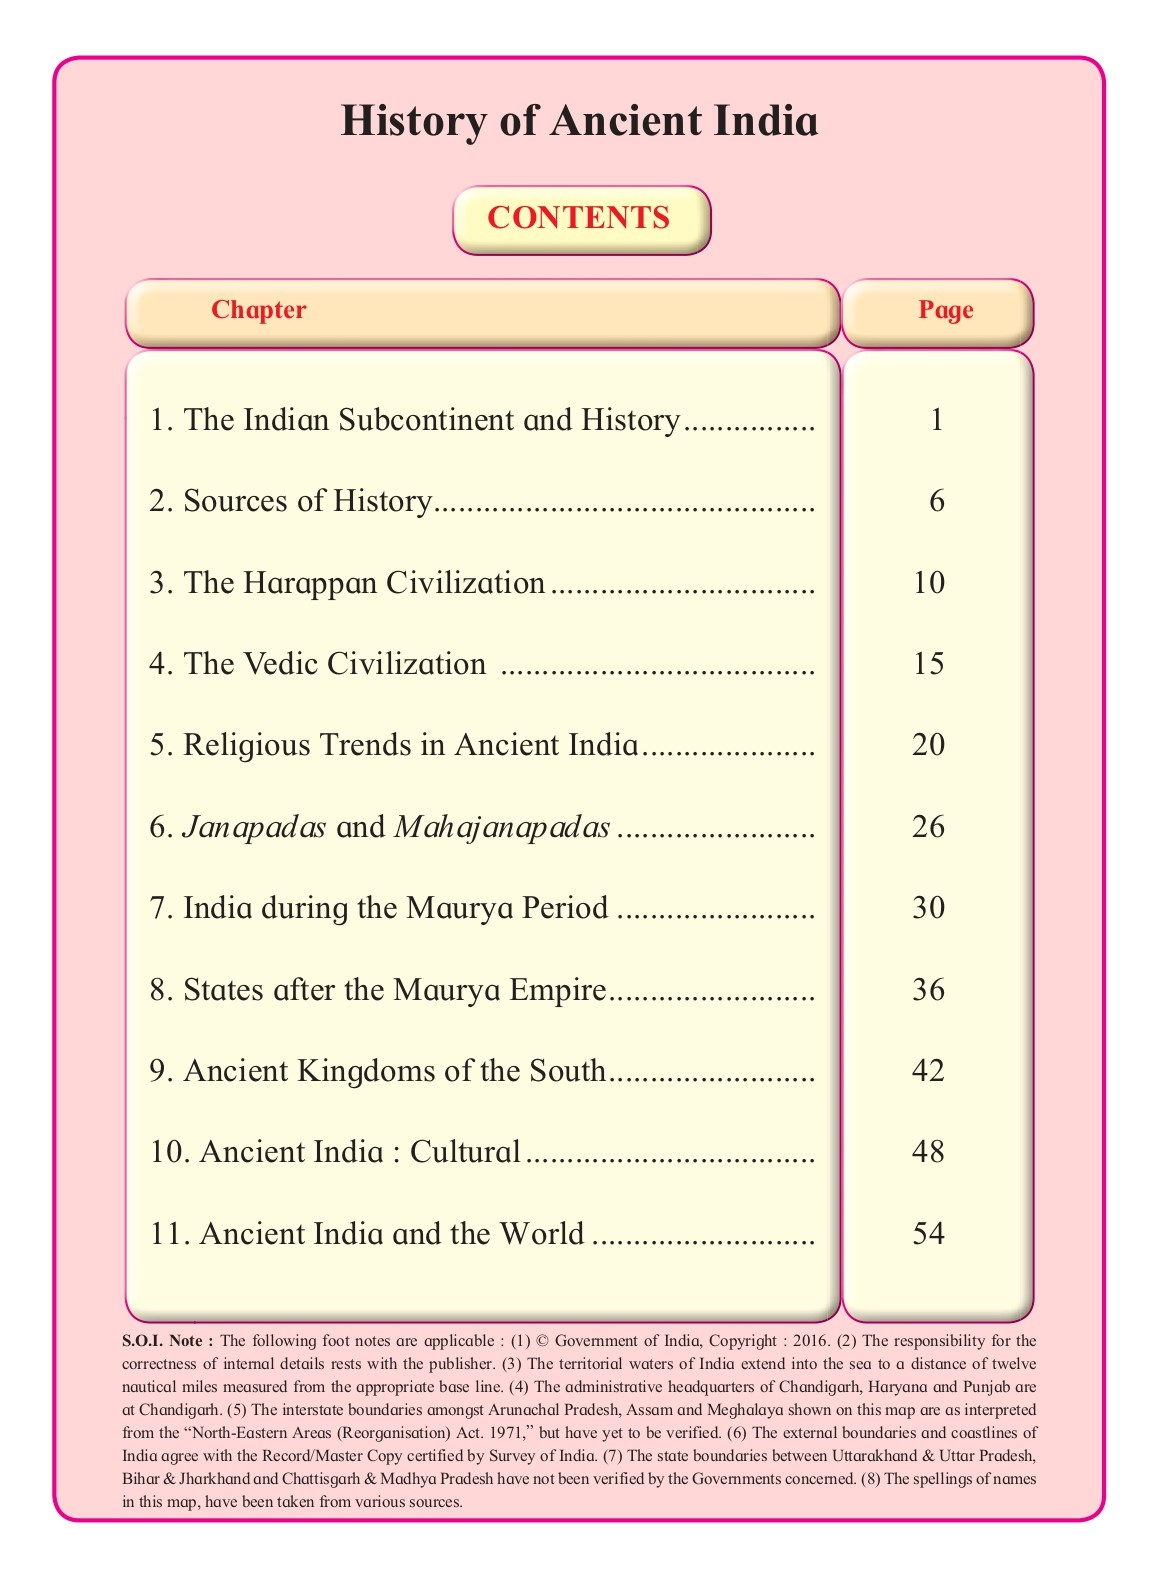 History of Ancient India
CONTENTS
Chapter Page
1. The Indian Subcontinent and History................ 1
2. Sources of History.............................................. 6
3. The Harappan Civilization ................................ 10
4. The Vedic Civilization ...................................... 15
5. Religious Trends in Ancient India..................... 20
6. Janapadas and Mahajanapadas ........................ 26
7. India during the Maurya Period ........................ 30
8. States after the Maurya Empire......................... 36
9. Ancient Kingdoms of the South......................... 42
10. Ancient India : Cultural ................................... 48
11. Ancient India and the World ........................... 54
S.O.I. Note : The following foot notes are applicable : (1) © Government of India, Copyright : 2016. (2) The responsibility for the
correctness of internal details rests with the publisher. (3) The territorial waters of India extend into the sea to a distance of twelve
nautical miles measured from the appropriate base line. (4) The administrative headquarters of Chandigarh, Haryana and Punjab are
at Chandigarh. (5) The interstate boundaries amongst Arunachal Pradesh, Assam and Meghalaya shown on this map are as interpreted
from the “North-Eastern Areas (Reorganisation) Act. 1971,” but have yet to be verified. (6) The external boundaries and coastlines of
India agree with the Record/Master Copy certified by Survey of India. (7) The state boundaries between Uttarakhand & Uttar Pradesh,
Bihar & Jharkhand and Chattisgarh & Madhya Pradesh have not been verified by the Governments concerned. (8) The spellings of names
in this map, have been taken from various sources.